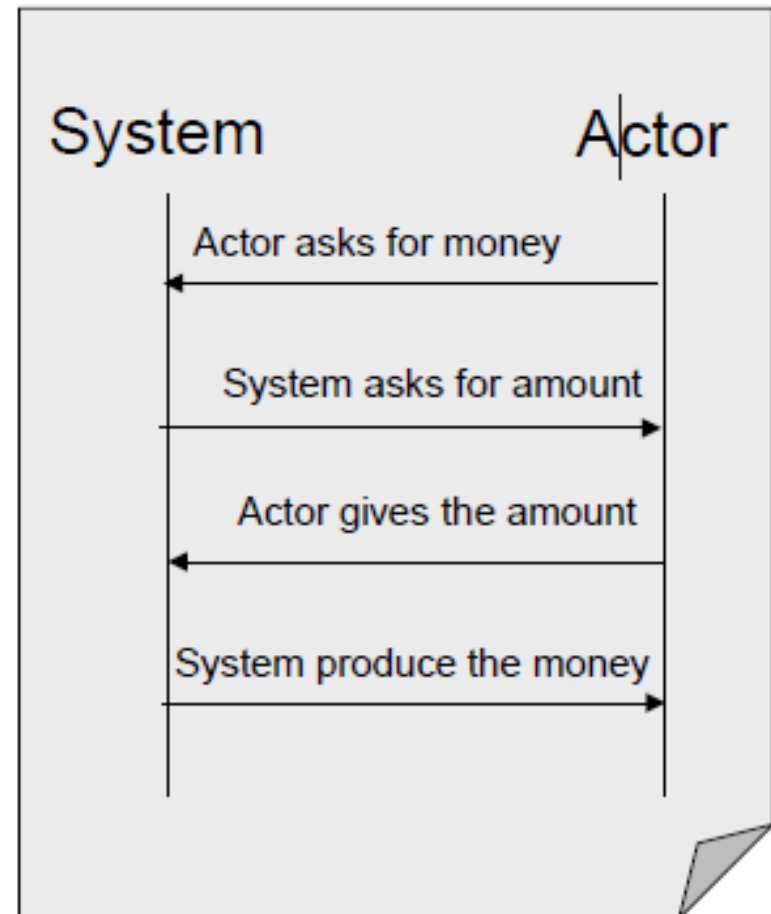 System
Actor
Actor asks for money
System asks for amount
Actor gives the amount
System produce the money